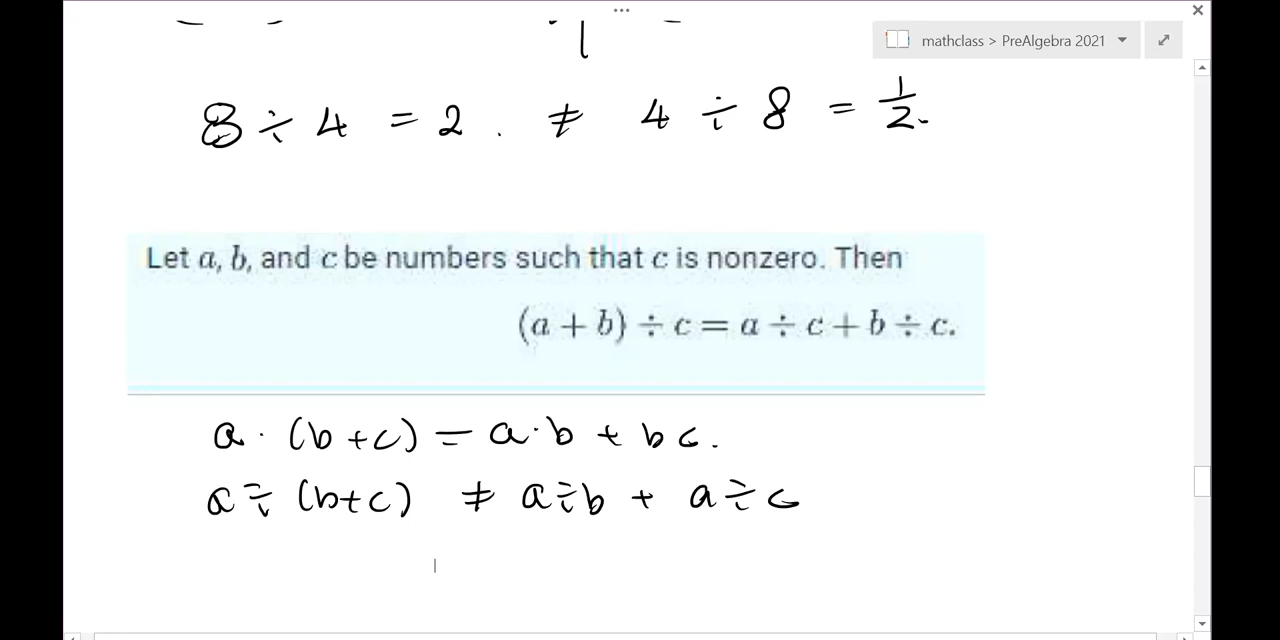 ...
mathclass > PreAlgebra 2021
8 ÷ 4 = 2 . ≠ 4 ÷ 8 = 1/2.
Let a, b, and c be numbers such that c is nonzero. Then
(a + b) ÷ c = a ÷ c + b ÷ c.
a · (b + c) = a · b + b c.
a ÷ (b+c) ≠ a ÷ b + a ÷ c